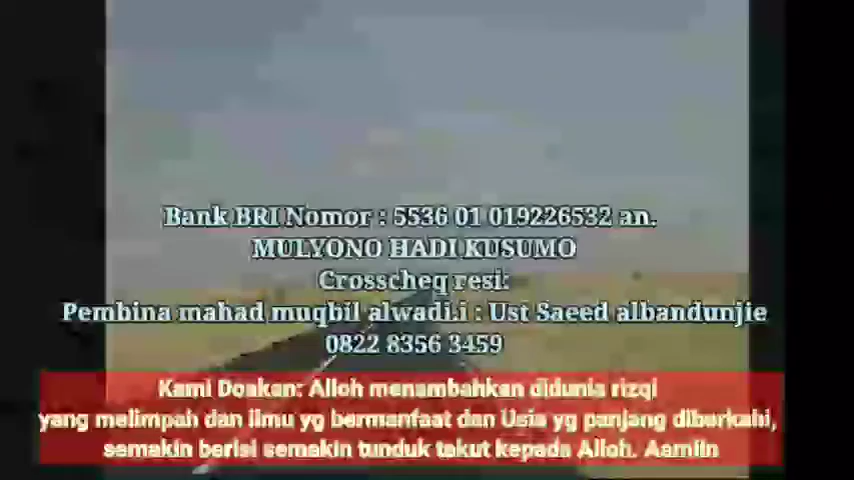 Bank BRI Nomor : 5536 01 019226532 an.
MULYONO HADI KUSUMO
Crosscheq resi:
Pembina mahad muqbil alwadi.i : Ust Saeed albandunjie
0822 8356 3459
Kami Doakan: Alloh menambahkan didunia rizqi
yang melimpah dan ilmu yg bermanfaat dan Usia yg panjang diberkahi,
semakin berisi semakin tunduk takut kepada Alloh. Aamiin